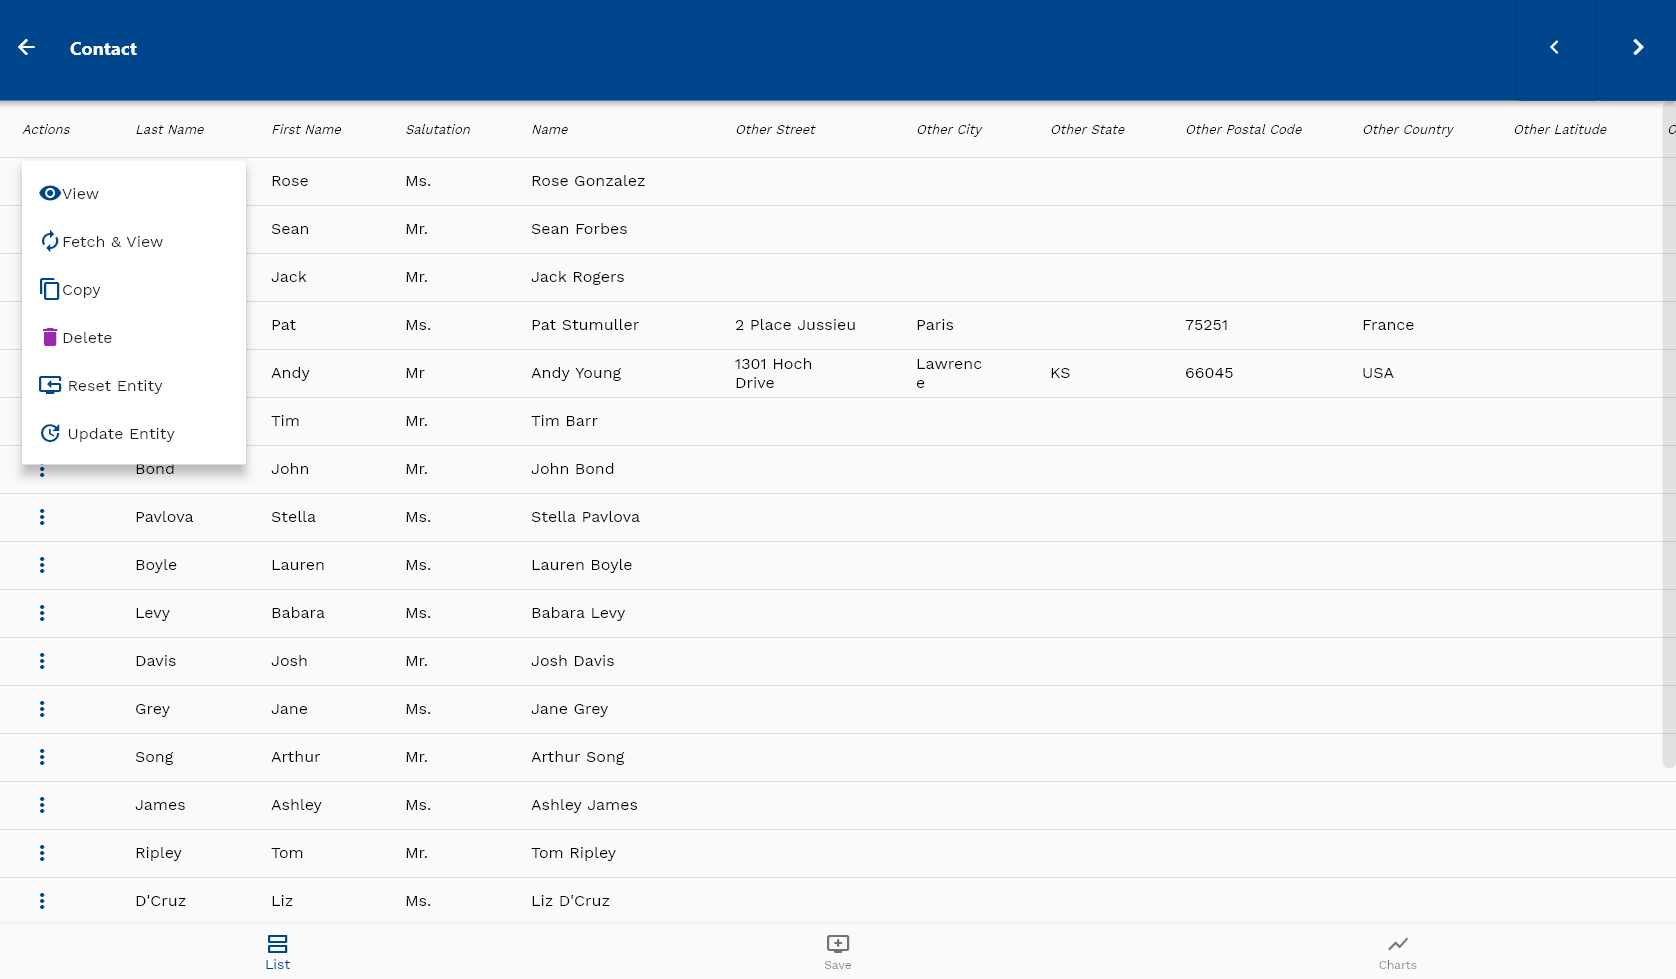 Contact
Actions Last Name First Name Salutation Name Other Street Other City Other State Other Postal Code Other Country Other Latitude
View
Fetch & View
Copy
Delete
Reset Entity
Update Entity
Rose Ms. Rose Gonzalez
Sean Mr. Sean Forbes
Jack Mr. Jack Rogers
Pat Ms. Pat Stumuller 2 Place Jussieu Paris 75251 France
Andy Mr Andy Young 1301 Hoch Drive Lawrenc
e KS 66045 USA
Tim Mr. Tim Barr
Bond John Mr. John Bond
Pavlova Stella Ms. Stella Pavlova
Boyle Lauren Ms. Lauren Boyle
Levy Babara Ms. Babara Levy
Davis Josh Mr. Josh Davis
Grey Jane Ms. Jane Grey
Song Arthur Mr. Arthur Song
James Ashley Ms. Ashley James
Ripley Tom Mr. Tom Ripley
D'Cruz Liz Ms. Liz D'Cruz
List Save Charts